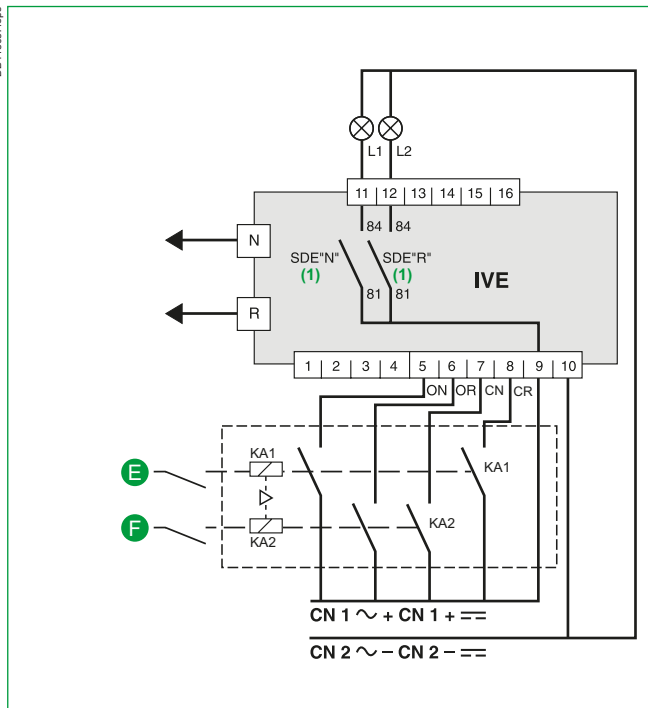 L1 L2
11 12 13 14 15 16
84 84
N
SDE"N" SDE"R"
(1) (1)
IVE
81 81
R
1 2 3 4 5 6 7 8 9 10
ON OR CN CR
KA1 KA1
E
F
KA2
KA2
CN 1 ∼ + CN 1 + ⎓
CN 2 ∼ – CN 2 – ⎓